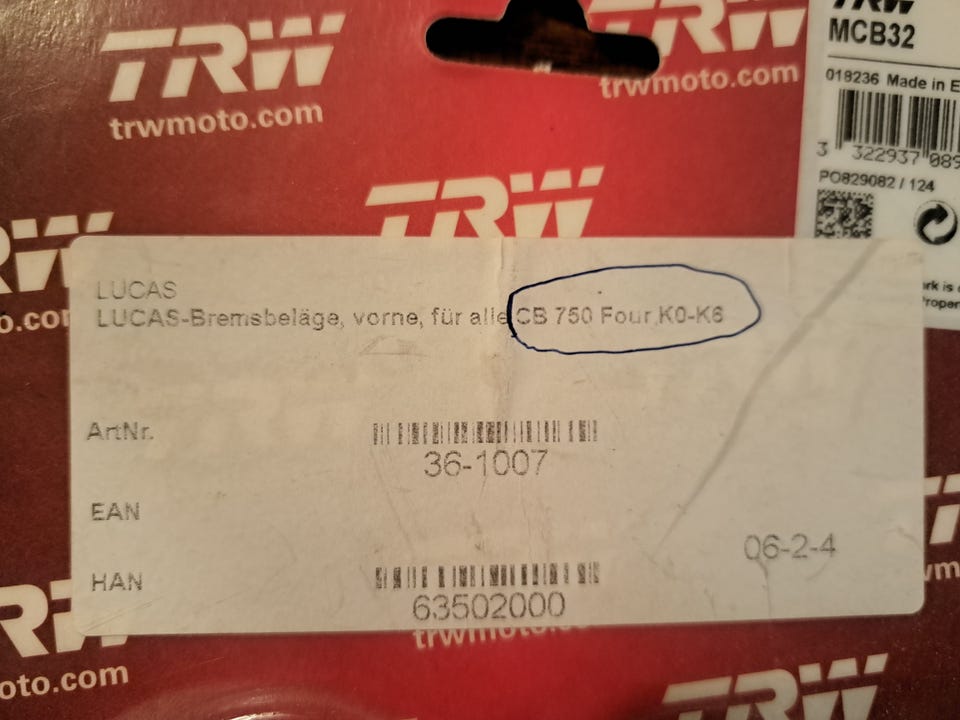 TRW
trwmoto.com
TRW
trwmoto.com
TRW
MCB32
018236 Made in E
3 322937 089
PO829082 / 124
TRW
LUCAS
LUCAS-Bremsbeläge, vorne, für alle CB 750 Four K0-K6
ArtNr.
36-1007
EAN
06-2-4
HAN
63502000
trwmoto.c
oto.com
TRW